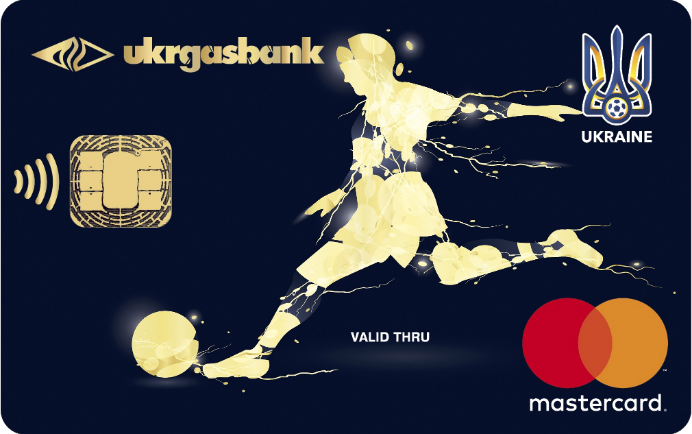 ukrgasbank
UKRAINE
VALID THRU
mastercard.